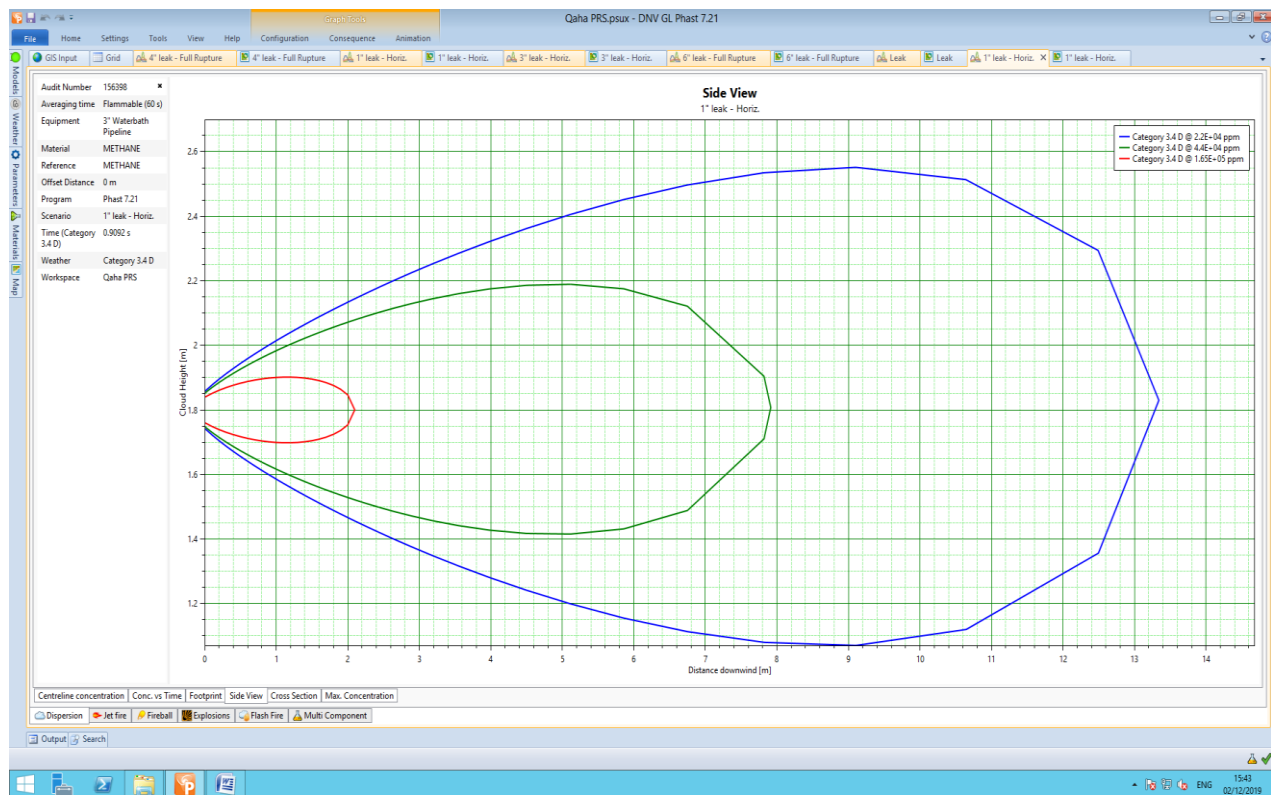 Graph Tools
Qaha PRS.psux - DNV GL Phast 7.21
File Home Settings Tools View Help Configuration Consequence Animation
GIS Input Grid 4" leak - Full Rupture 4" leak - Full Rupture 1" leak - Horiz. 1" leak - Horiz. 3" leak - Horiz. 3" leak - Horiz. 6" leak - Full Rupture 6" leak - Full Rupture Leak Leak 1" leak - Horiz. X 1" leak - Horiz.
Models
Weather
Parameters
Materials
Map
Audit Number 156398
Averaging time Flammable (60 s)
Equipment 3" Waterbath
Pipeline
Material METHANE
Reference METHANE
Offset Distance 0 m
Program Phast 7.21
Scenario 1" leak - Horiz.
Time (Category 0.9092 s
3.4 D)
Weather Category 3.4 D
Workspace Qaha PRS
Side View
1" leak - Horiz.
Category 3.4 D @ 2.2E+04 ppm
Category 3.4 D @ 4.4E+04 ppm
Category 3.4 D @ 1.65E+05 ppm
Cloud Height [m]
2.6
2.4
2.2
2
1.8
1.6
1.4
1.2
0 1 2 3 4 5 6 7 8 9 10 11 12 13 14
Distance downwind [m]
Centreline concentration Conc. vs Time Footprint Side View Cross Section Max. Concentration
Dispersion Jet fire Fireball Explosions Flash Fire Multi Component
Output Search
ENG
15:43
02/12/2019